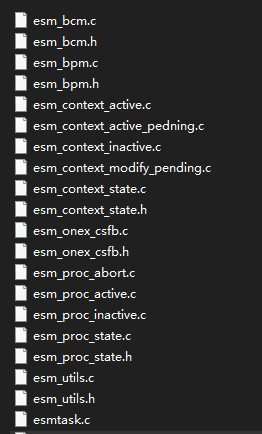 esm_bcm.c
esm_bcm.h
esm_bpm.c
esm_bpm.h
esm_context_active.c
esm_context_active_pedning.c
esm_context_inactive.c
esm_context_modify_pending.c
esm_context_state.c
esm_context_state.h
esm_onex_csfb.c
esm_onex_csfb.h
esm_proc_abort.c
esm_proc_active.c
esm_proc_inactive.c
esm_proc_state.c
esm_proc_state.h
esm_utils.c
esm_utils.h
esmtask.c